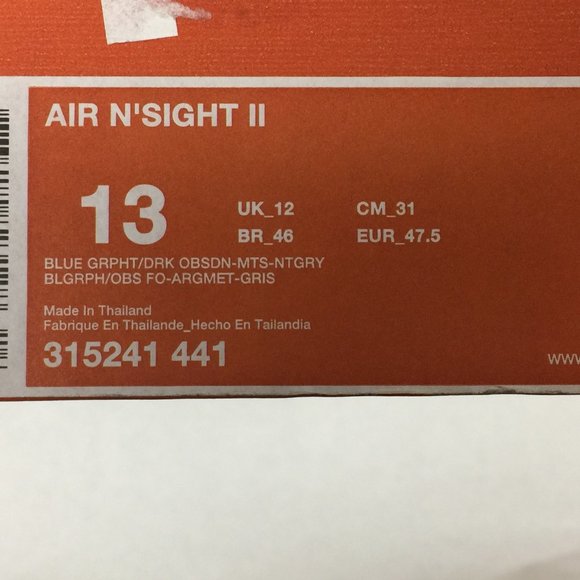 AIR N'SIGHT II
13
UK_12 CM_31
BR_46 EUR_47.5
BLUE GRPHT/DRK OBSDN-MTS-NTGRY
BLGRPH/OBS FO-ARGMET-GRIS
Made In Thailand
Fabrique En Thailande_Hecho En Tailandia
315241 441
www.